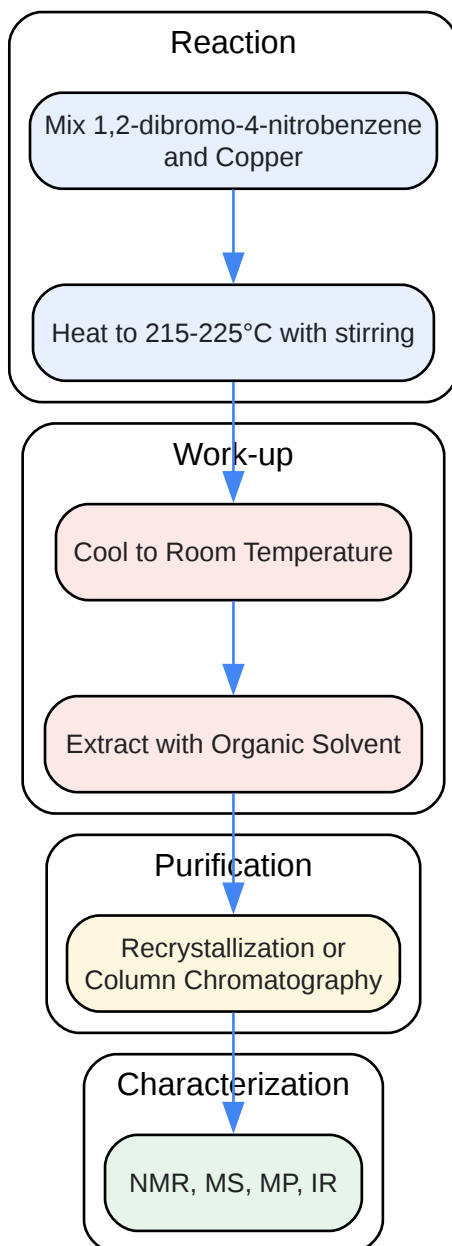 Reaction
Mix 1,2-dibromo-4-nitrobenzene
and Copper
Heat to 215-225°C with stirring
Work-up
Cool to Room Temperature
Extract with Organic Solvent
Purification
Recrystallization or
Column Chromatography
Characterization
NMR, MS, MP, IR